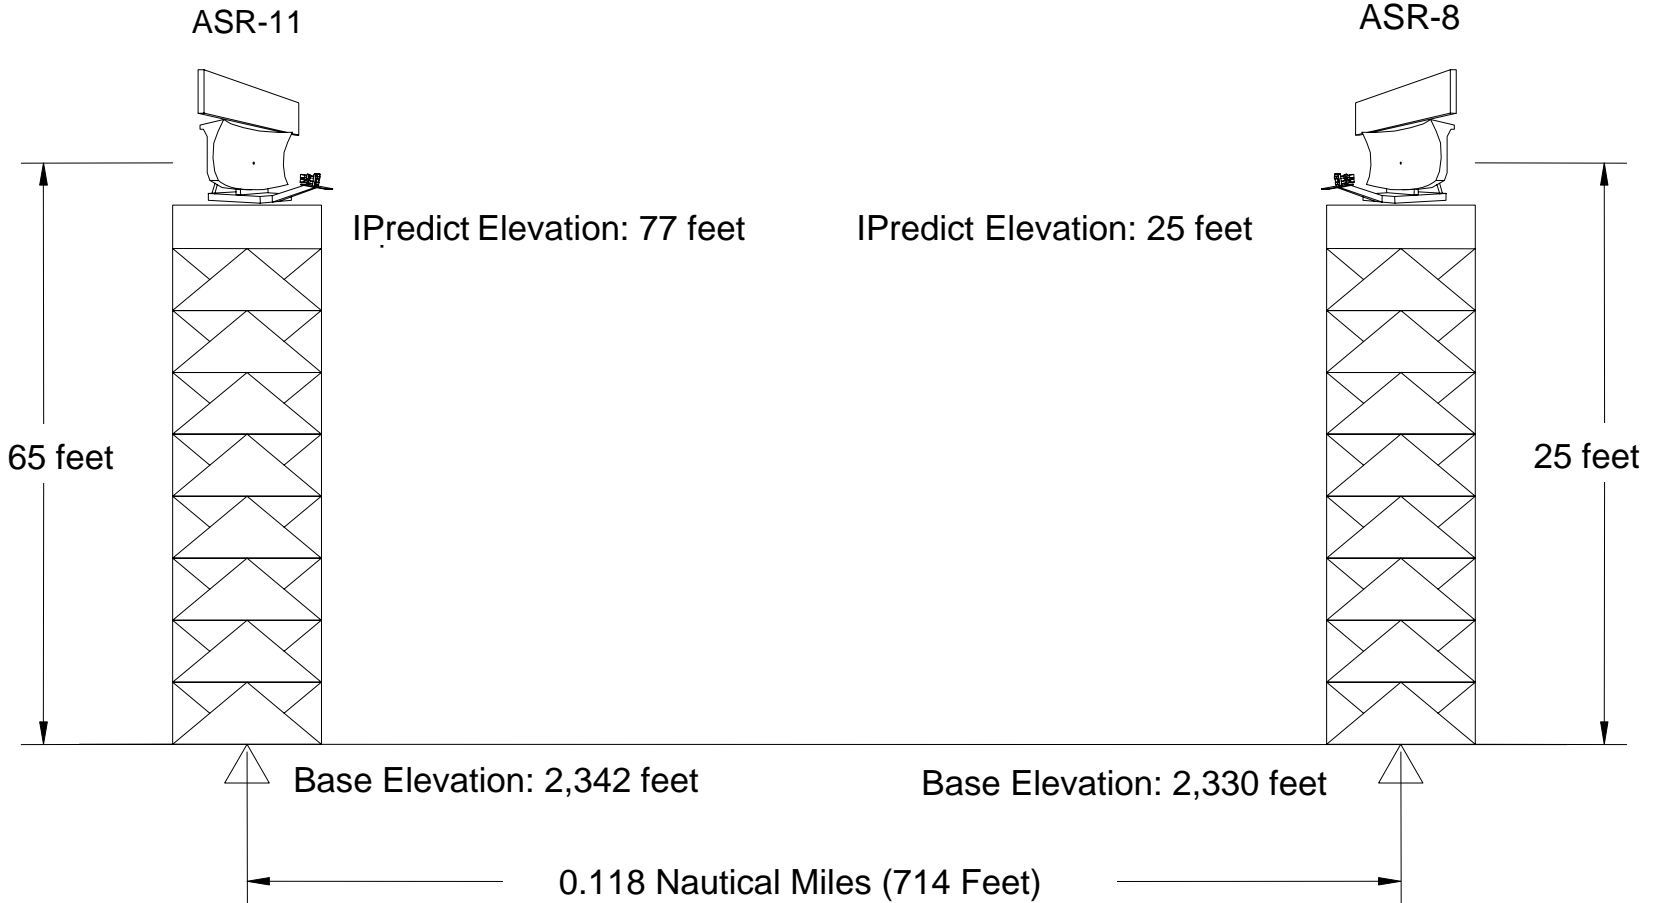 ASR-11
ASR-8
IPredict Elevation: 77 feet
IPredict Elevation: 25 feet
65 feet
25 feet
Base Elevation: 2,342 feet
Base Elevation: 2,330 feet
0.118 Nautical Miles (714 Feet)